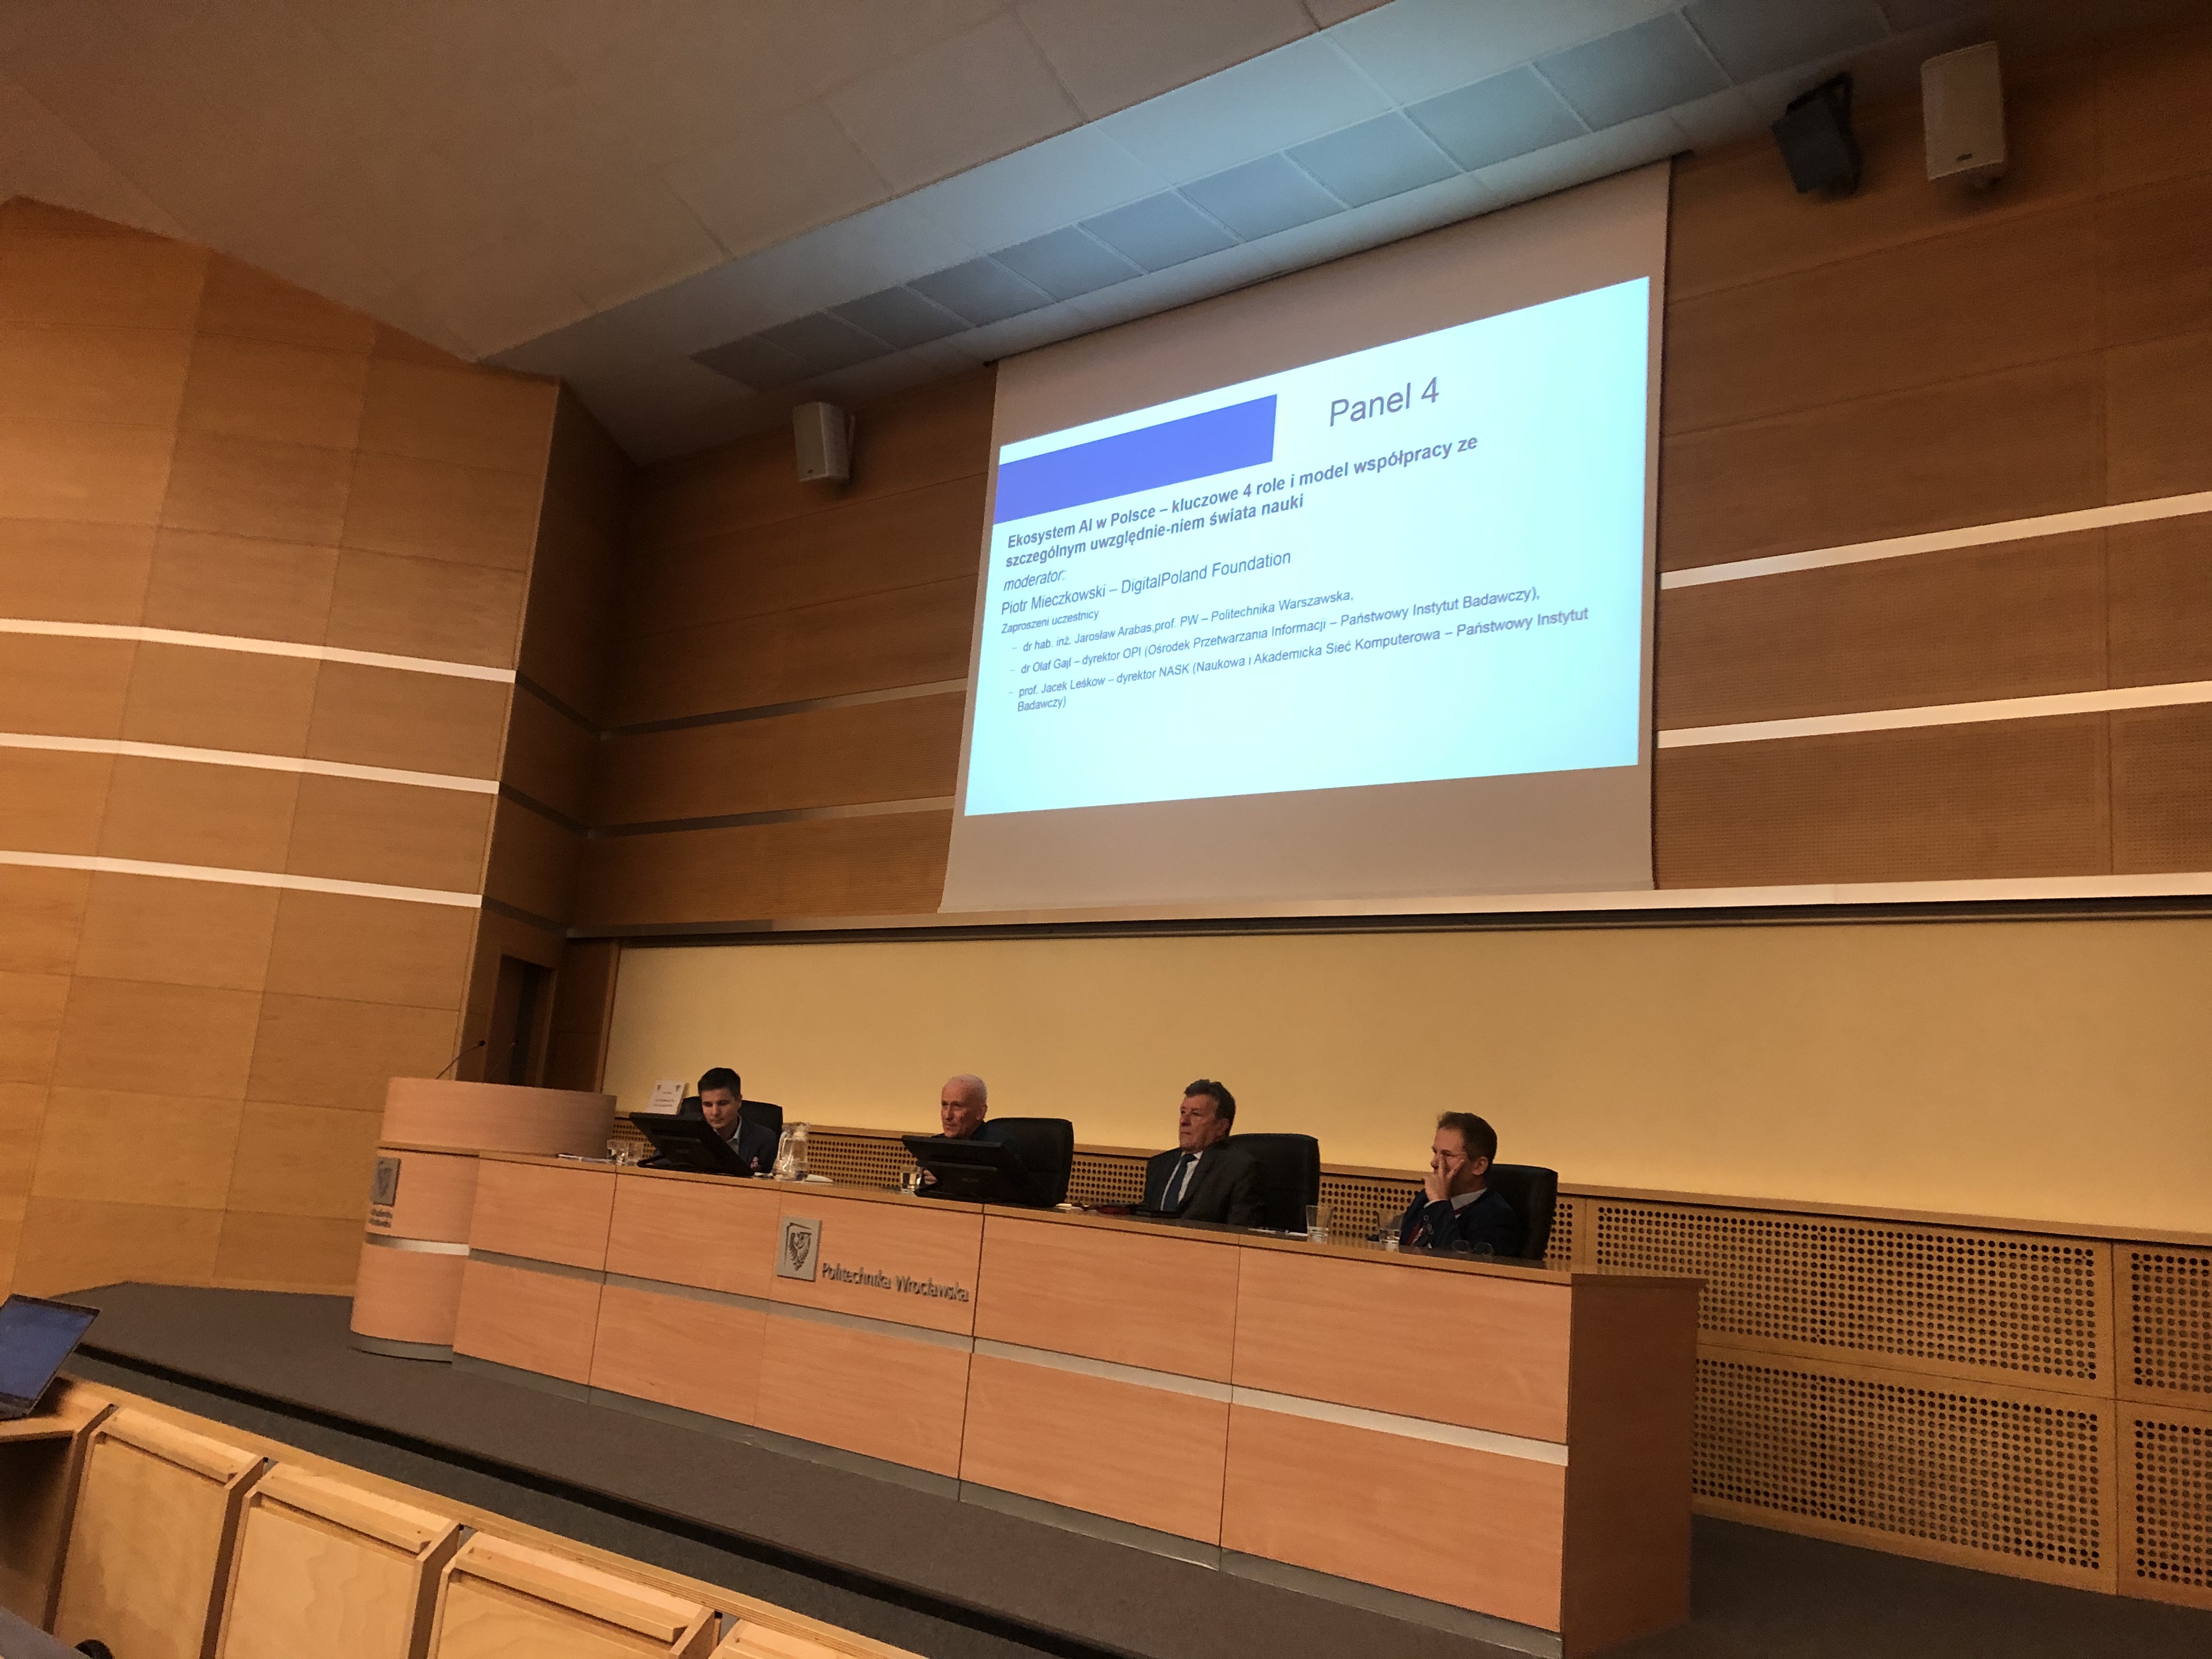 Panel 4
Ekosystem AI w Polsce – kluczowe 4 role i model współpracy ze
szczególnym uwzględnie-niem świata nauki
moderator:
Piotr Mieczkowski – DigitalPoland Foundation
Zaproszeni uczestnicy
– dr hab. inż. Jarosław Arabas,prof. PW – Politechnika Warszawska,
– dr Olaf Gajl – dyrektor OPI (Ośrodek Przetwarzania Informacji – Państwowy Instytut Badawczy),
– prof. Jacek Leśkow – dyrektor NASK (Naukowa i Akademicka Sieć Komputerowa – Państwowy Instytut
Badawczy)
Politechnika Wrocławska